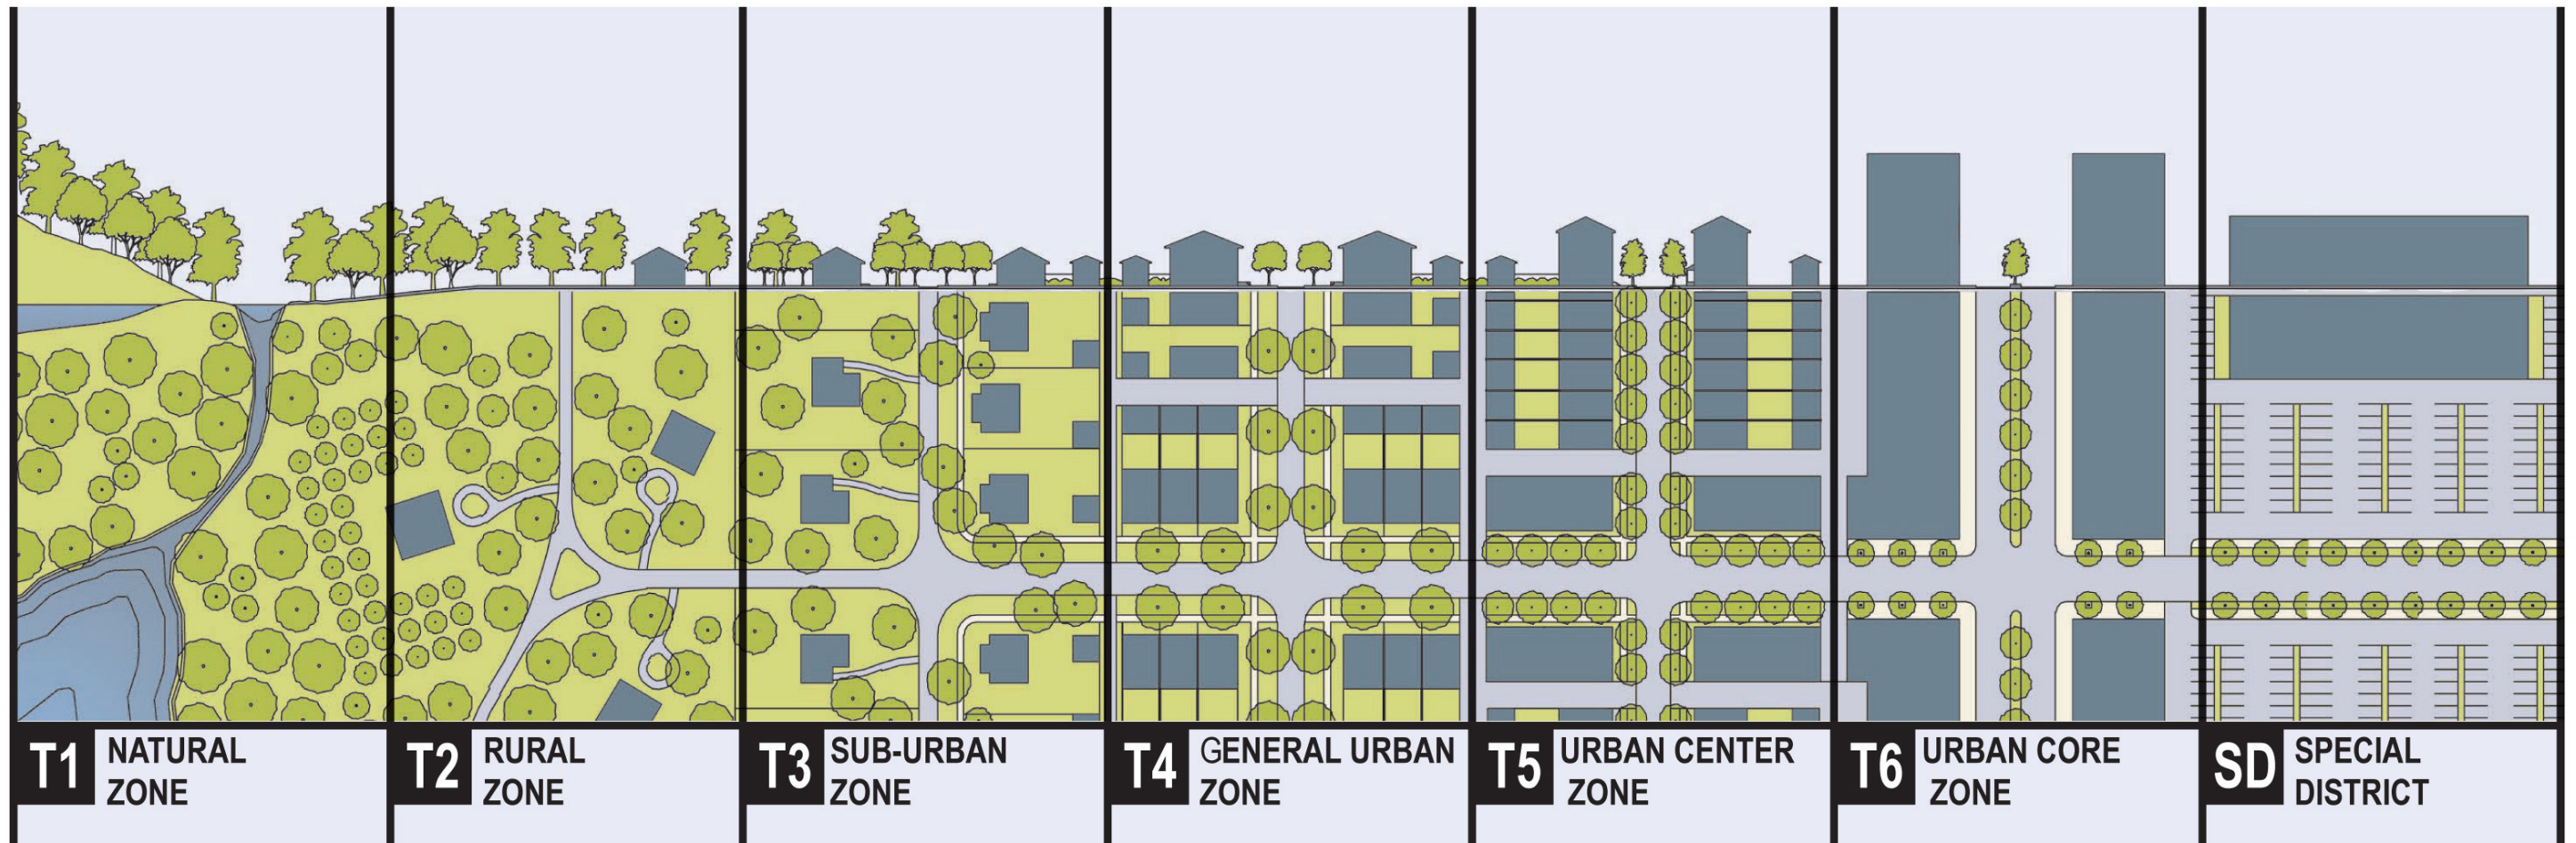 T1 NATURAL
ZONE
T2 RURAL
ZONE
T3 SUB-URBAN
ZONE
T4 GENERAL URBAN
ZONE
T5 URBAN CENTER
ZONE
T6 URBAN CORE
ZONE
SD SPECIAL
DISTRICT